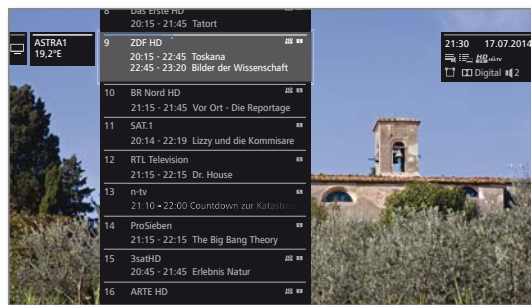 ASTRA1
19,2°E
8 Das Erste HD
20:15 - 21:45 Tatort
9 ZDF HD
20:15 - 22:45 Toskana
22:45 - 23:20 Bilder der Wissenschaft
10 BR Nord HD
21:15 - 21:45 Vor Ort - Die Reportage
11 SAT.1
20:14 - 22:19 Lizzy und die Kommisare
12 RTL Television
21:15 - 22:15 Dr. House
13 n-tv
21:10 - 22:00 Countdown zur Katastrop
14 ProSieben
21:15 - 22:15 The Big Bang Theory
15 3satHD
20:45 - 21:45 Erlebnis Natur
16 ARTE HD
21:30 17.07.2014
Digital 2